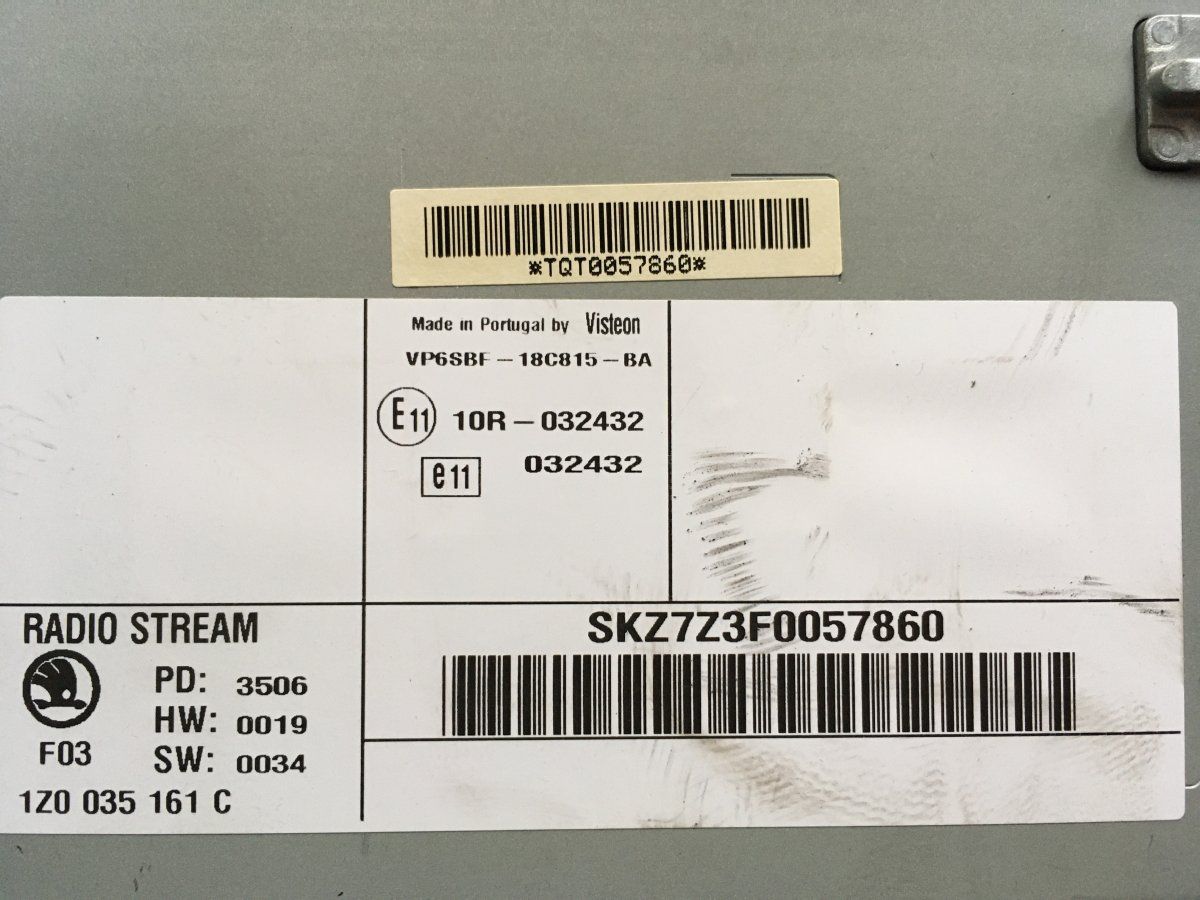 *TQT0057860*
Made in Portugal by Visteon
VP6SBF-18C815-BA
E11 10R-032432
e11 032432
RADIO STREAM
SKZ7Z3F0057860
PD: 3506
HW: 0019
F03
SW: 0034
1Z0 035 161 C